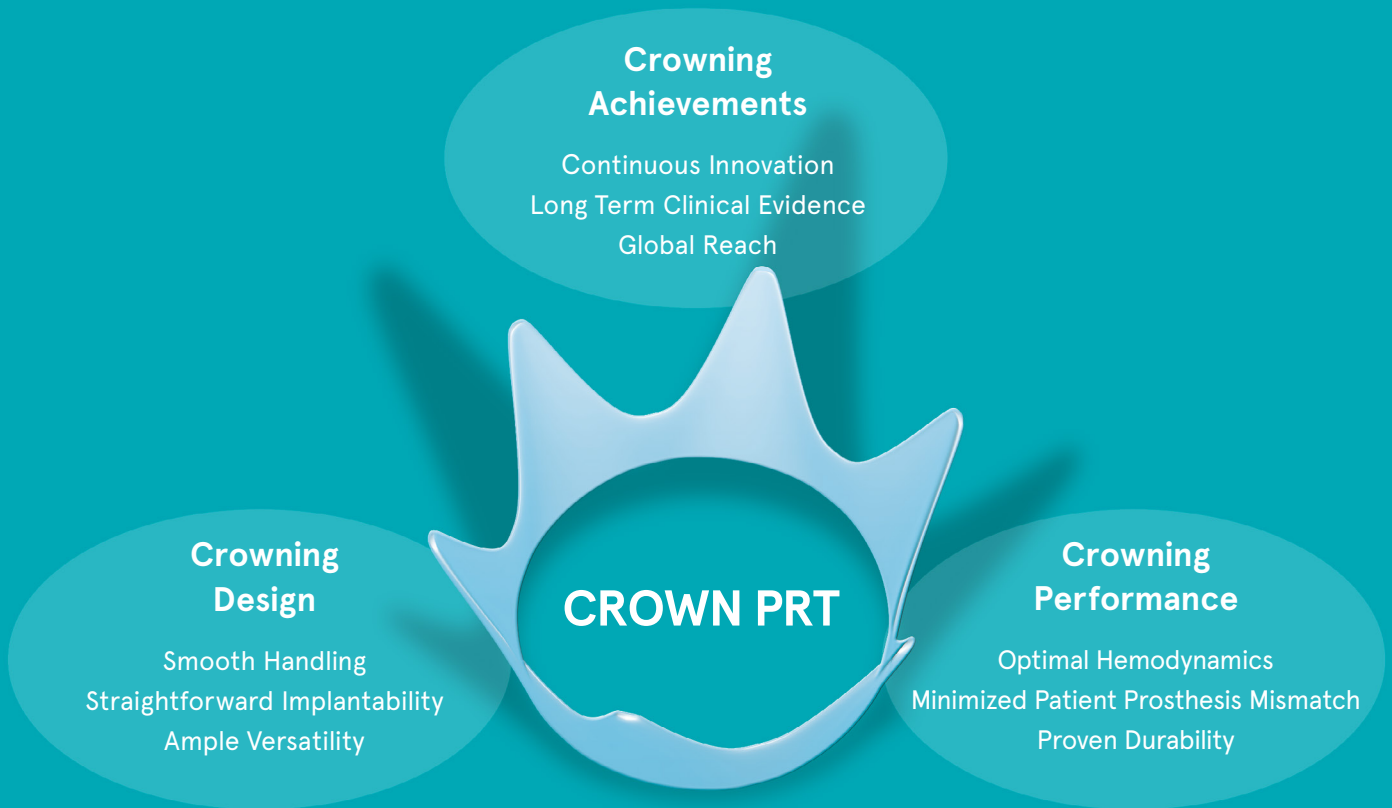 Crowning
Achievements
Continuous Innovation
Long Term Clinical Evidence
Global Reach
Crowning
Design
Smooth Handling
Straightforward Implantability
Ample Versatility
CROWN PRT
Crowning
Performance
Optimal Hemodynamics
Minimized Patient Prosthesis Mismatch
Proven Durability